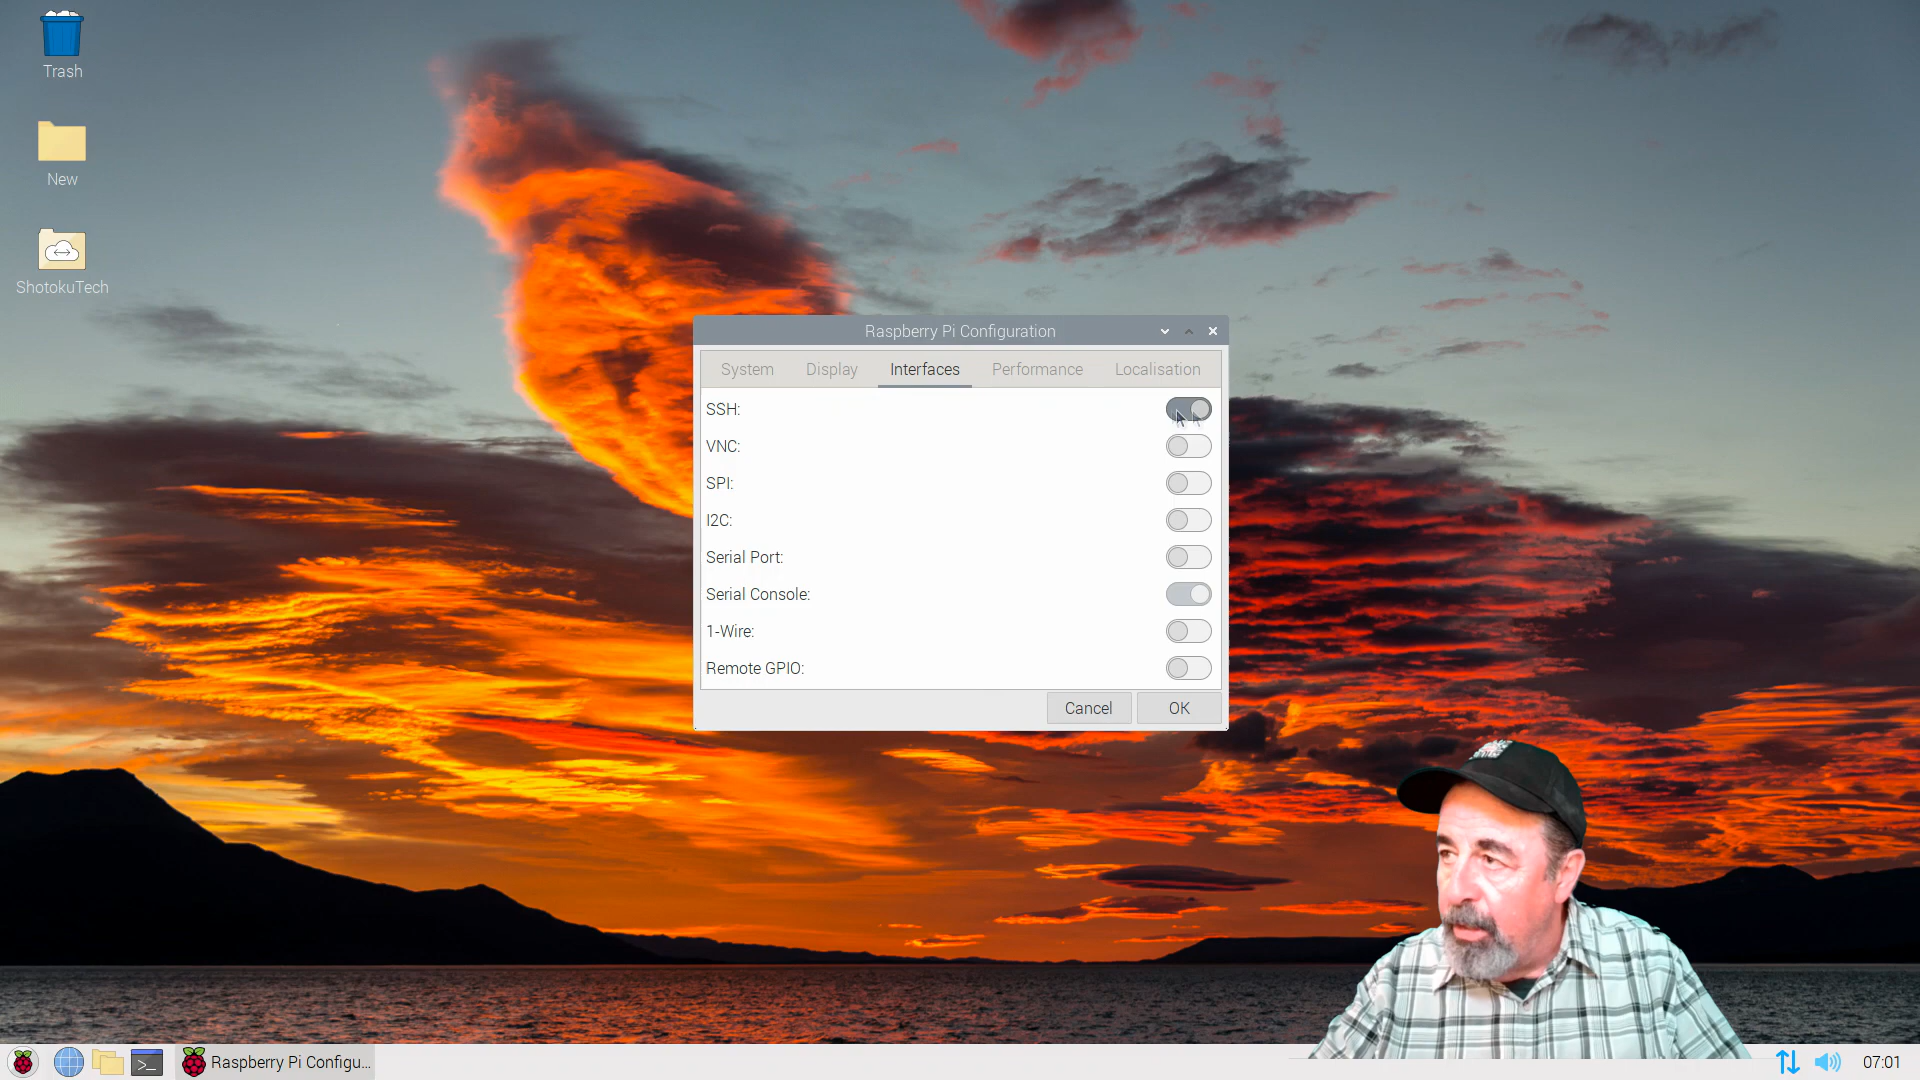 Trash
New
ShotokuTech
Raspberry Pi Configuration
System Display Interfaces Performance Localisation
SSH:
VNC:
SPI:
I2C:
Serial Port:
Serial Console:
1-Wire:
Remote GPIO:
Cancel OK
Raspberry Pi Configu...
07:01